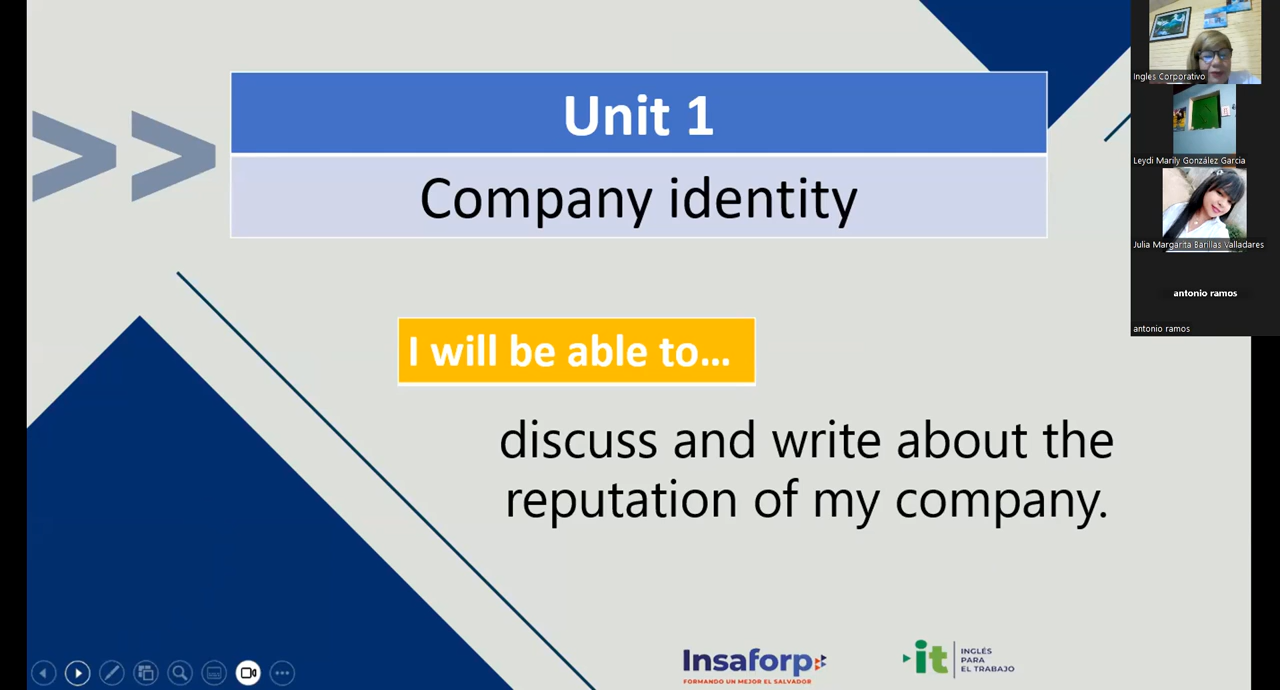 Unit 1
Company identity
I will be able to...
discuss and write about the
reputation of my company.
Insaforp
FORMANDO UN MEJOR EL SALVADOR
it
INGLÉS
PARA
EL TRABAJO
Ingles Corporativo
Leydi Marily González Garcia
Julia Margarita Barillas Valladares
antonio ramos
antonio ramos